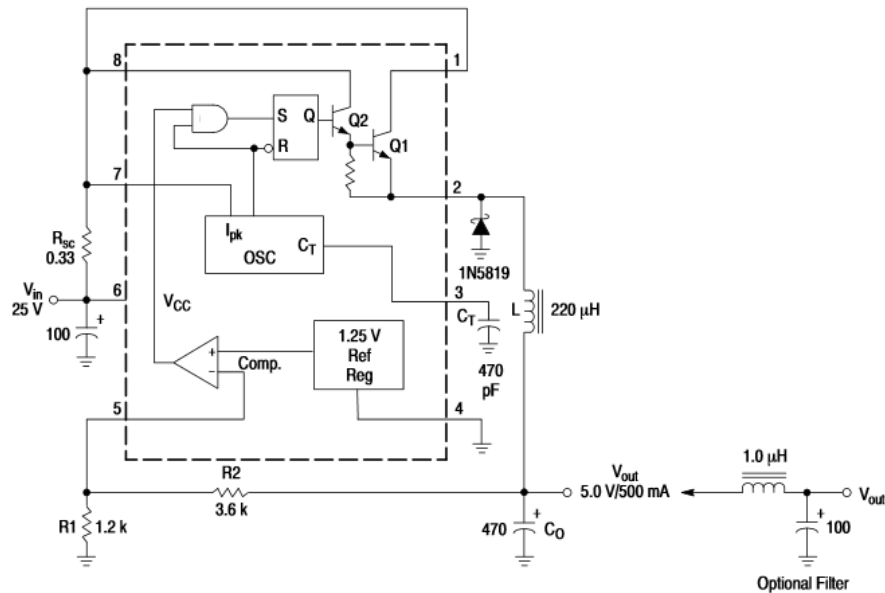 8
1
S
Q
Q2
R
Q1
7
2
Ipk
OSC
CT
Rsc
0.33
1N5819
Vin
25 V
6
3
VCC
L
220 µH
CT
100
+
1.25 V
Ref
Reg
+
Comp.
−
470
pF
5
4
1.0 µH
R2
3.6 k
Vout
5.0 V/500 mA
Vout
R1
1.2 k
470
+
CO
+
100
Optional Filter